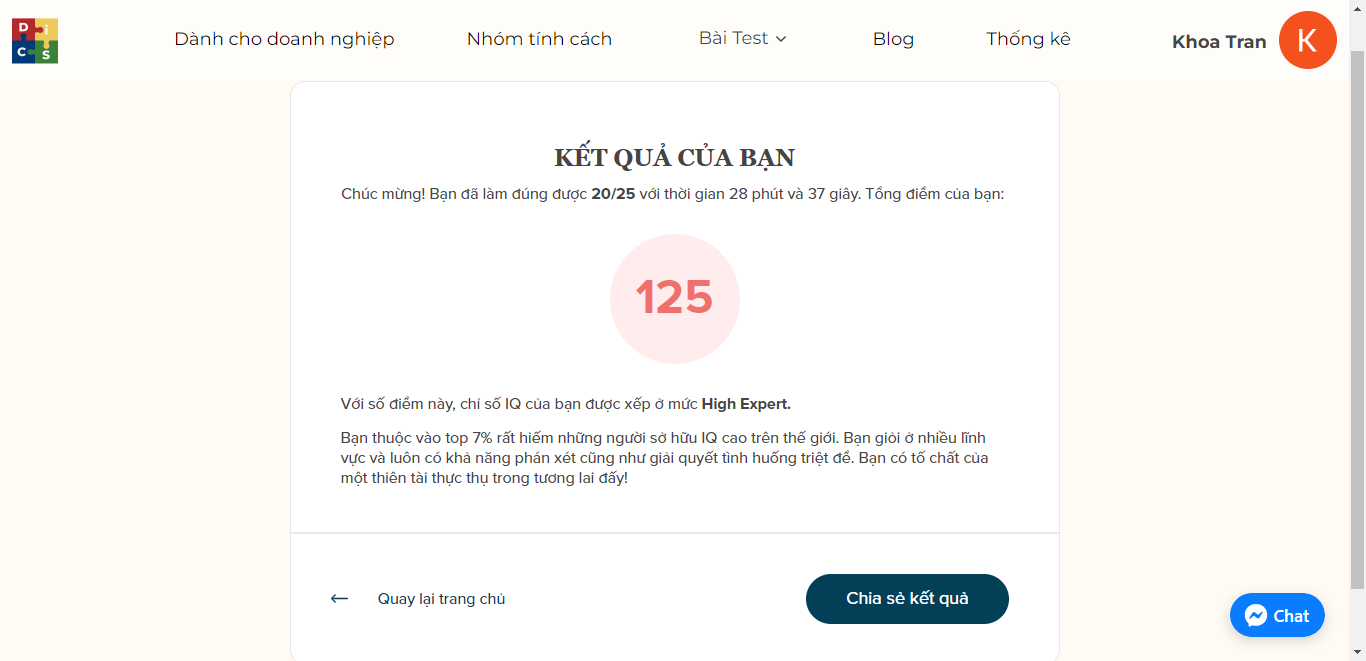 D i
C S
Dành cho doanh nghiệp
Nhóm tính cách
Bài Test
Blog
Thống kê
Khoa Tran
K
KẾT QUẢ CỦA BẠN
Chúc mừng! Bạn đã làm đúng được 20/25 với thời gian 28 phút và 37 giây. Tổng điểm của bạn:
125
Với số điểm này, chỉ số IQ của bạn được xếp ở mức High Expert.
Bạn thuộc vào top 7% rất hiếm những người sở hữu IQ cao trên thế giới. Bạn giỏi ở nhiều lĩnh
vực và luôn có khả năng phán xét cũng như giải quyết tình huống triệt để. Bạn có tố chất của
một thiên tài thực thụ trong tương lai đấy!
← Quay lại trang chủ
Chia sẻ kết quả
Chat